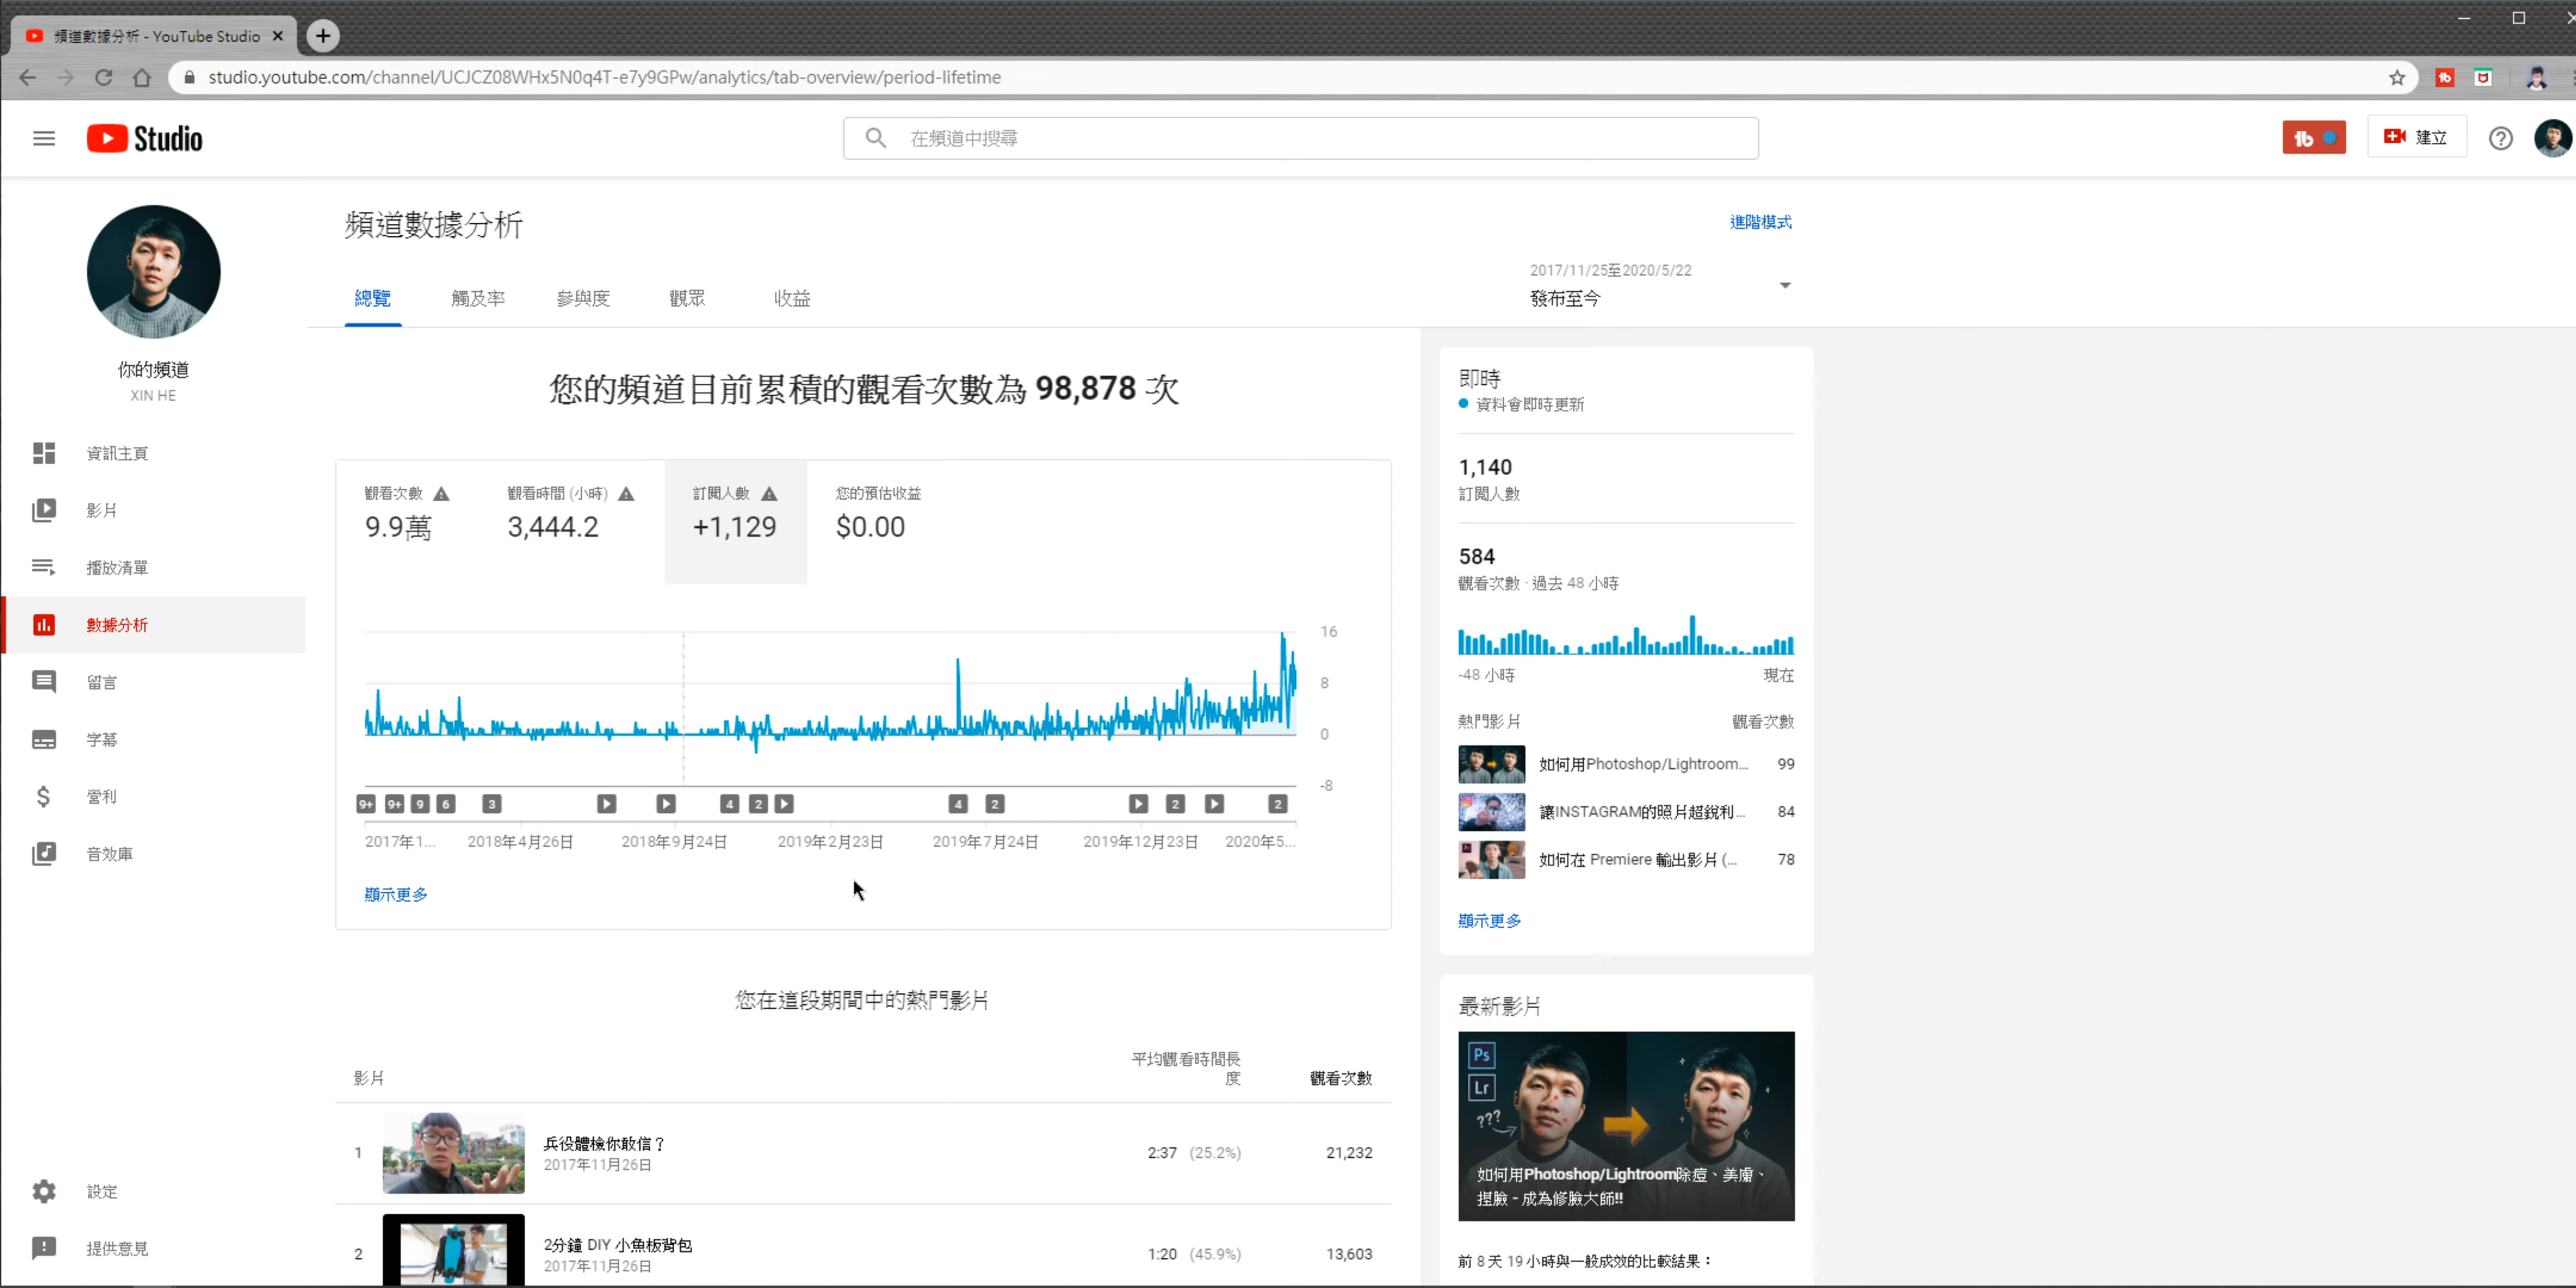 頻道數據分析 - YouTube Studio
studio.youtube.com/channel/UCJCZ08WHx5N0q4T-e7y9GPw/analytics/tab-overview/period-lifetime
Studio
在頻道中搜尋
建立
你的頻道
XIN HE
資訊主頁
影片
播放清單
數據分析
留言
字幕
營利
音效庫
設定
提供意見
頻道數據分析
進階模式
總覽
觸及率
參與度
觀眾
收益
2017/11/25至2020/5/22
發布至今
您的頻道目前累積的觀看次數為 98,878 次
觀看次數
9.9萬
觀看時間 (小時)
3,444.2
訂閱人數
+1,129
您的預估收益
$0.00
16
8
0
-8
9+ 9+ 9 6 3 4 2 4 2 2 2
2017年1... 2018年4月26日 2018年9月24日 2019年2月23日 2019年7月24日 2019年12月23日 2020年5...
顯示更多
您在這段期間中的熱門影片
影片
平均觀看時間長
度
觀看次數
1
兵役體檢你敢信？
2017年11月26日
2:37 (25.2%)
21,232
2
2分鐘 DIY 小魚板背包
2017年11月26日
1:20 (45.9%)
13,603
即時
資料會即時更新
1,140
訂閱人數
584
觀看次數 · 過去 48 小時
-48 小時
現在
熱門影片
觀看次數
如何用Photoshop/Lightroom... 99
讓INSTAGRAM的照片超銳利... 84
如何在 Premiere 輸出影片 (... 78
顯示更多
最新影片
Ps
Lr
???
如何用Photoshop/Lightroom除痘、美膚、
捏臉 - 成為修臉大師!!
前 8 天 19 小時與一般成效的比較結果：